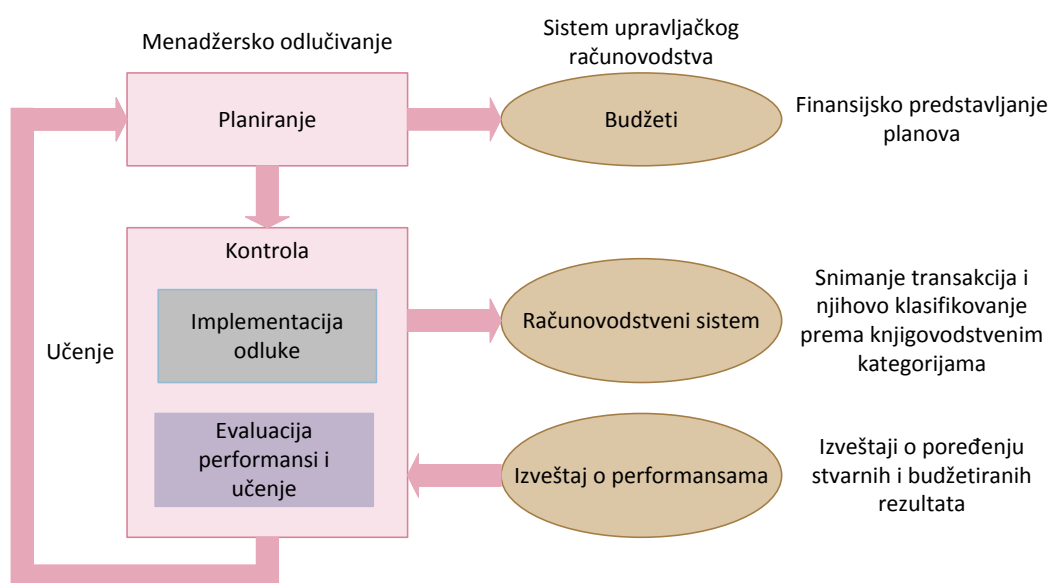 Menadžersko odlučivanje
Sistem upravljačkog
računovodstva
Planiranje
Budžeti
Finansijsko predstavljanje
planova
Kontrola
Implementacija
odluke
Računovodstveni sistem
Snimanje transakcija i
njihovo klasifikovanje
prema knjigovodstvenim
kategorijama
Učenje
Evaluacija
performansi i
učenje
Izveštaj o performansama
Izveštaji o poređenju
stvarnih i budžetiranih
rezultata